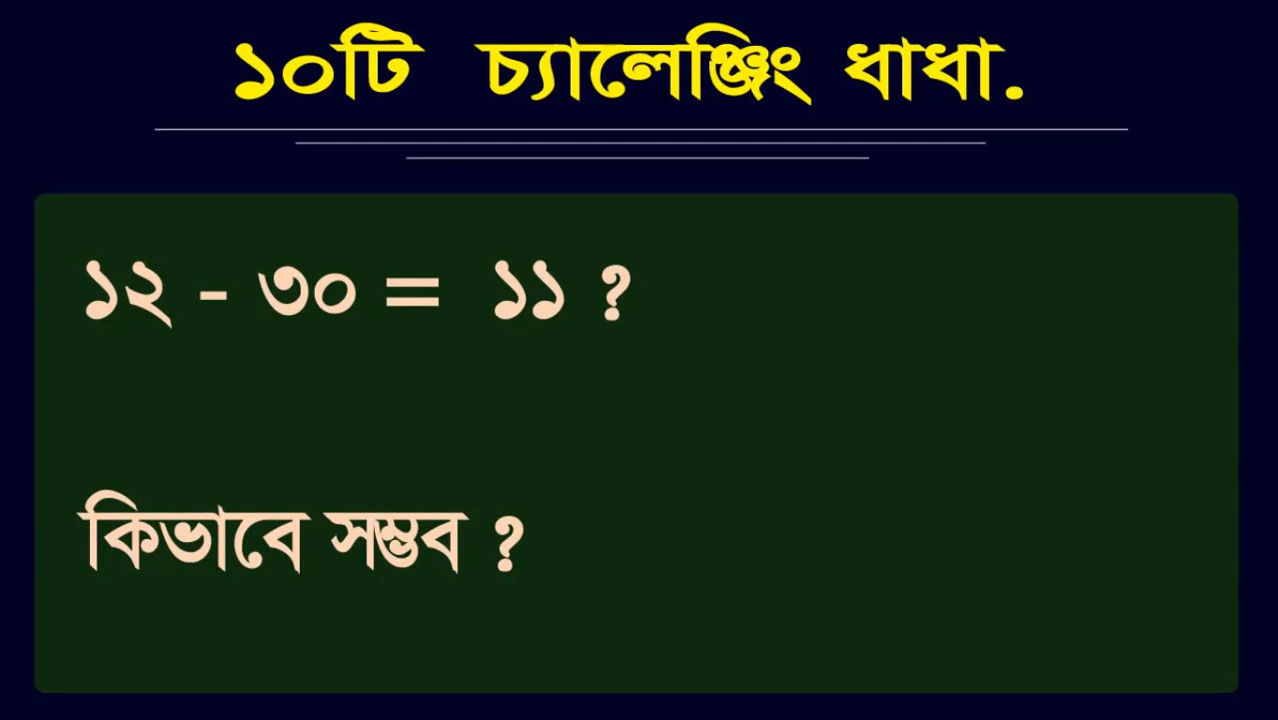 ১০টি চ্যালেঞ্জিং ধাধা.
১২ - ৩০ = ১১ ?
কিভাবে সম্ভব ?